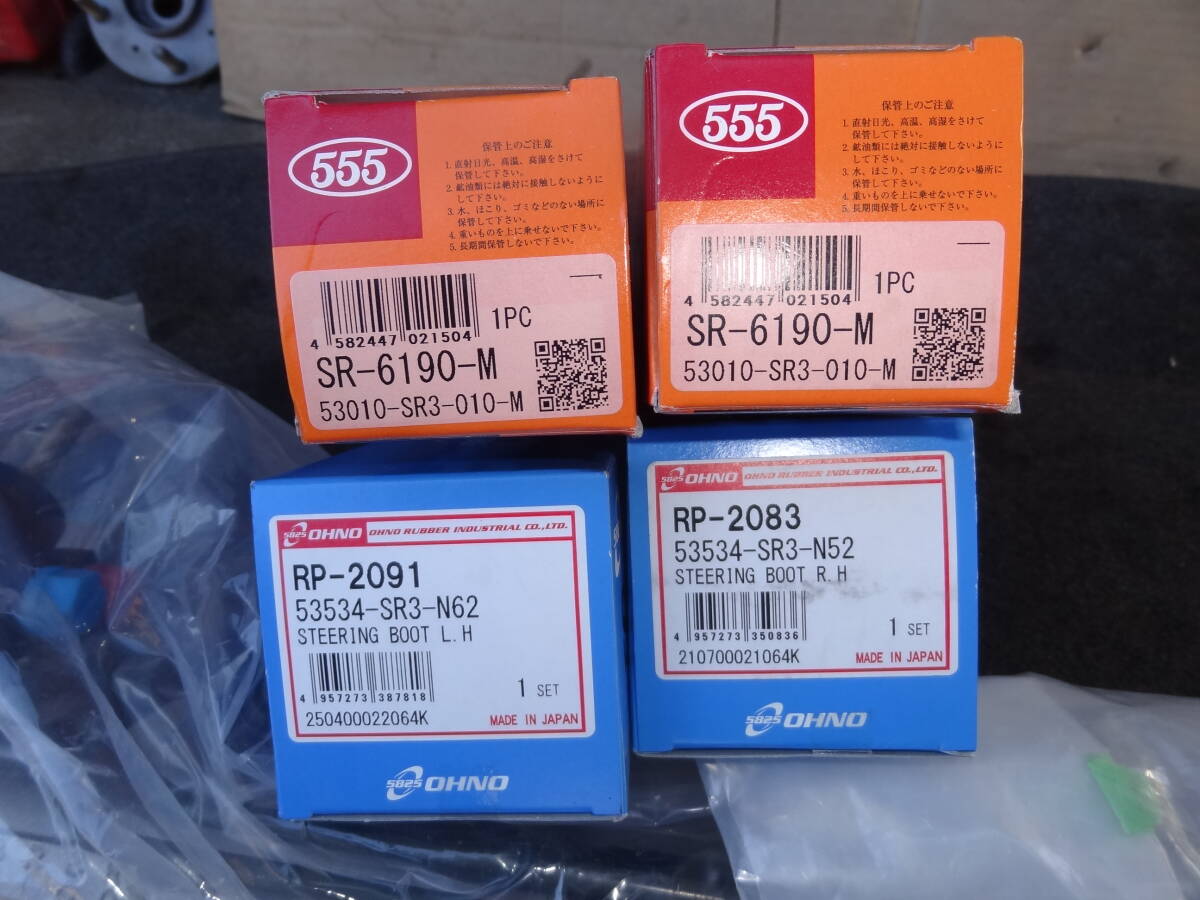 555
保管上のご注意
1. 直射日光、高温、高湿をさけて
保管して下さい。
2. 鉱油類には絶対に接触しないように
して下さい。
3. 水、ほこり、ゴミなどのない場所に
保管して下さい。
4. 重いものを上に乗せないで下さい。
5. 長期間保管しないで下さい。
4 582447 021504
1PC
SR-6190-M
53010-SR3-010-M
555
保管上のご注意
1. 直射日光、高温、高湿をさけて
保管して下さい。
2. 鉱油類には絶対に接触しないように
して下さい。
3. 水、ほこり、ゴミなどのない場所に
保管して下さい。
4. 重いものを上に乗せないで下さい。
5. 長期間保管しないで下さい。
4 582447 021504
1PC
SR-6190-M
53010-SR3-010-M
5825 OHNO OHNO RUBBER INDUSTRIAL CO.,LTD.
RP-2091
53534-SR3-N62
STEERING BOOT L.H
4 957273 387818
1 SET
250400022064K
MADE IN JAPAN
5825 OHNO
5825 OHNO OHNO RUBBER INDUSTRIAL CO.,LTD.
RP-2083
53534-SR3-N52
STEERING BOOT R.H
4 957273 350836
1 SET
210700021064K
MADE IN JAPAN
5825 OHNO